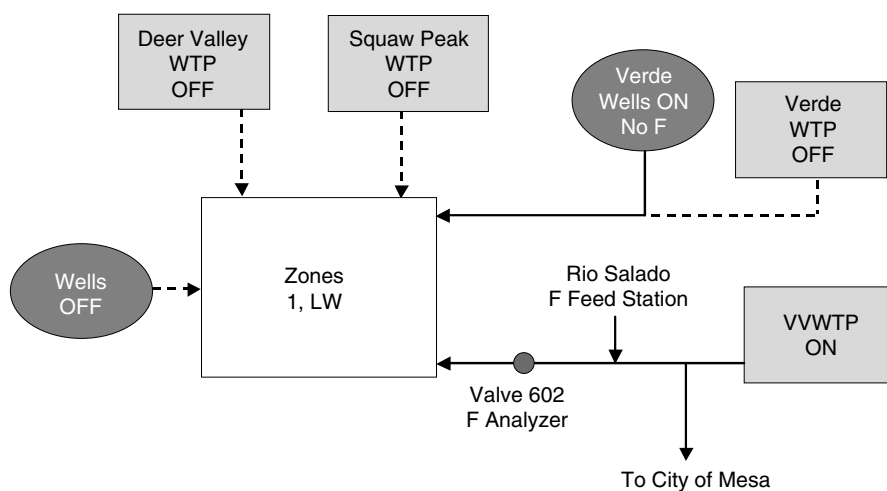 Deer Valley
WTP
OFF
Squaw Peak
WTP
OFF
Verde
Wells ON
No F
Verde
WTP
OFF
Wells
OFF
Zones
1, LW
Rio Salado
F Feed Station
VVWTP
ON
Valve 602
F Analyzer
To City of Mesa